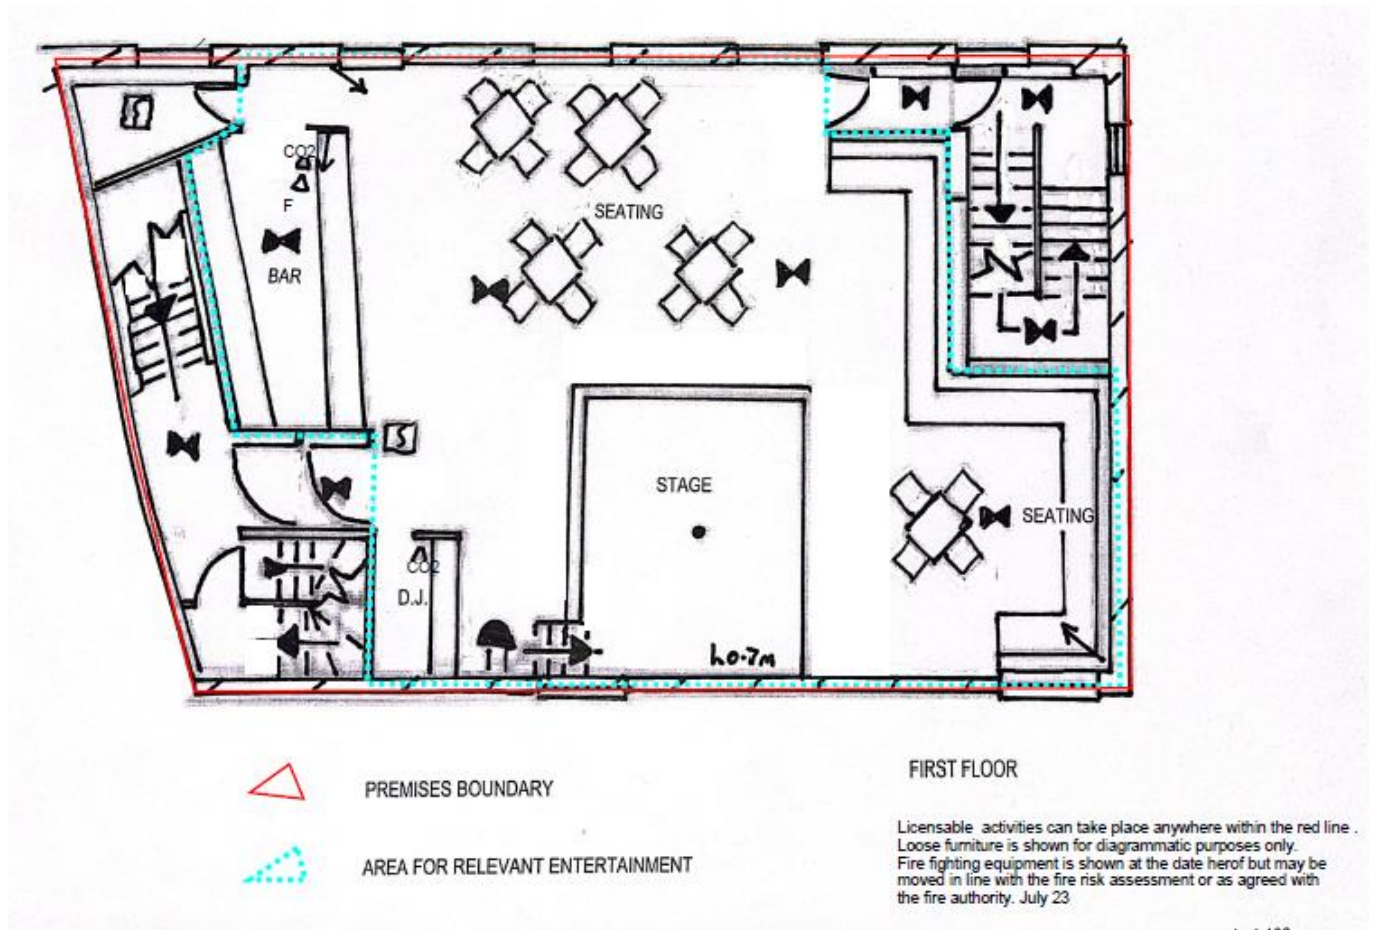 CO2
F
SEATING
BAR
S
STAGE
SEATING
CO2
D.J.
h0.7M
FIRST FLOOR
PREMISES BOUNDARY
AREA FOR RELEVANT ENTERTAINMENT
Licensable activities can take place anywhere within the red line .
Loose furniture is shown for diagrammatic purposes only.
Fire fighting equipment is shown at the date herof but may be
moved in line with the fire risk assessment or as agreed with
the fire authority. July 23